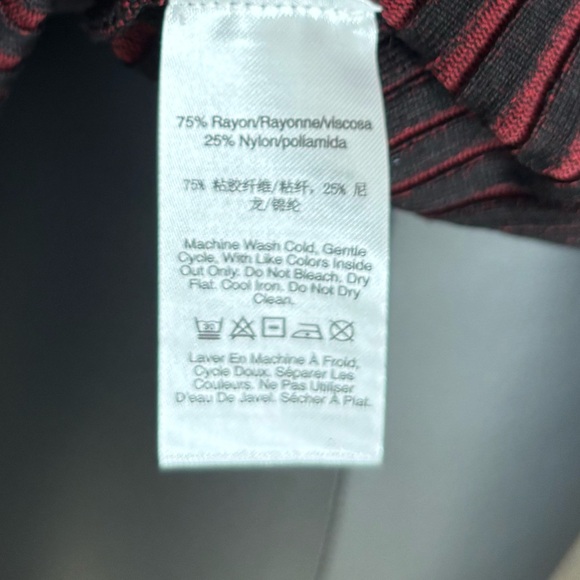 75% Rayon/Rayonne/viscosa
25% Nylon/poliamida
75% 粘胶纤维/粘纤, 25% 尼
龙/锦纶
Machine Wash Cold, Gentle
Cycle, With Like Colors Inside
Out Only. Do Not Bleach. Dry
Flat. Cool Iron. Do Not Dry
Clean.
30
Laver En Machine À Froid,
Cycle Doux. Séparer Les
Couleurs. Ne Pas Utiliser
D'eau De Javel. Sécher À Plat.